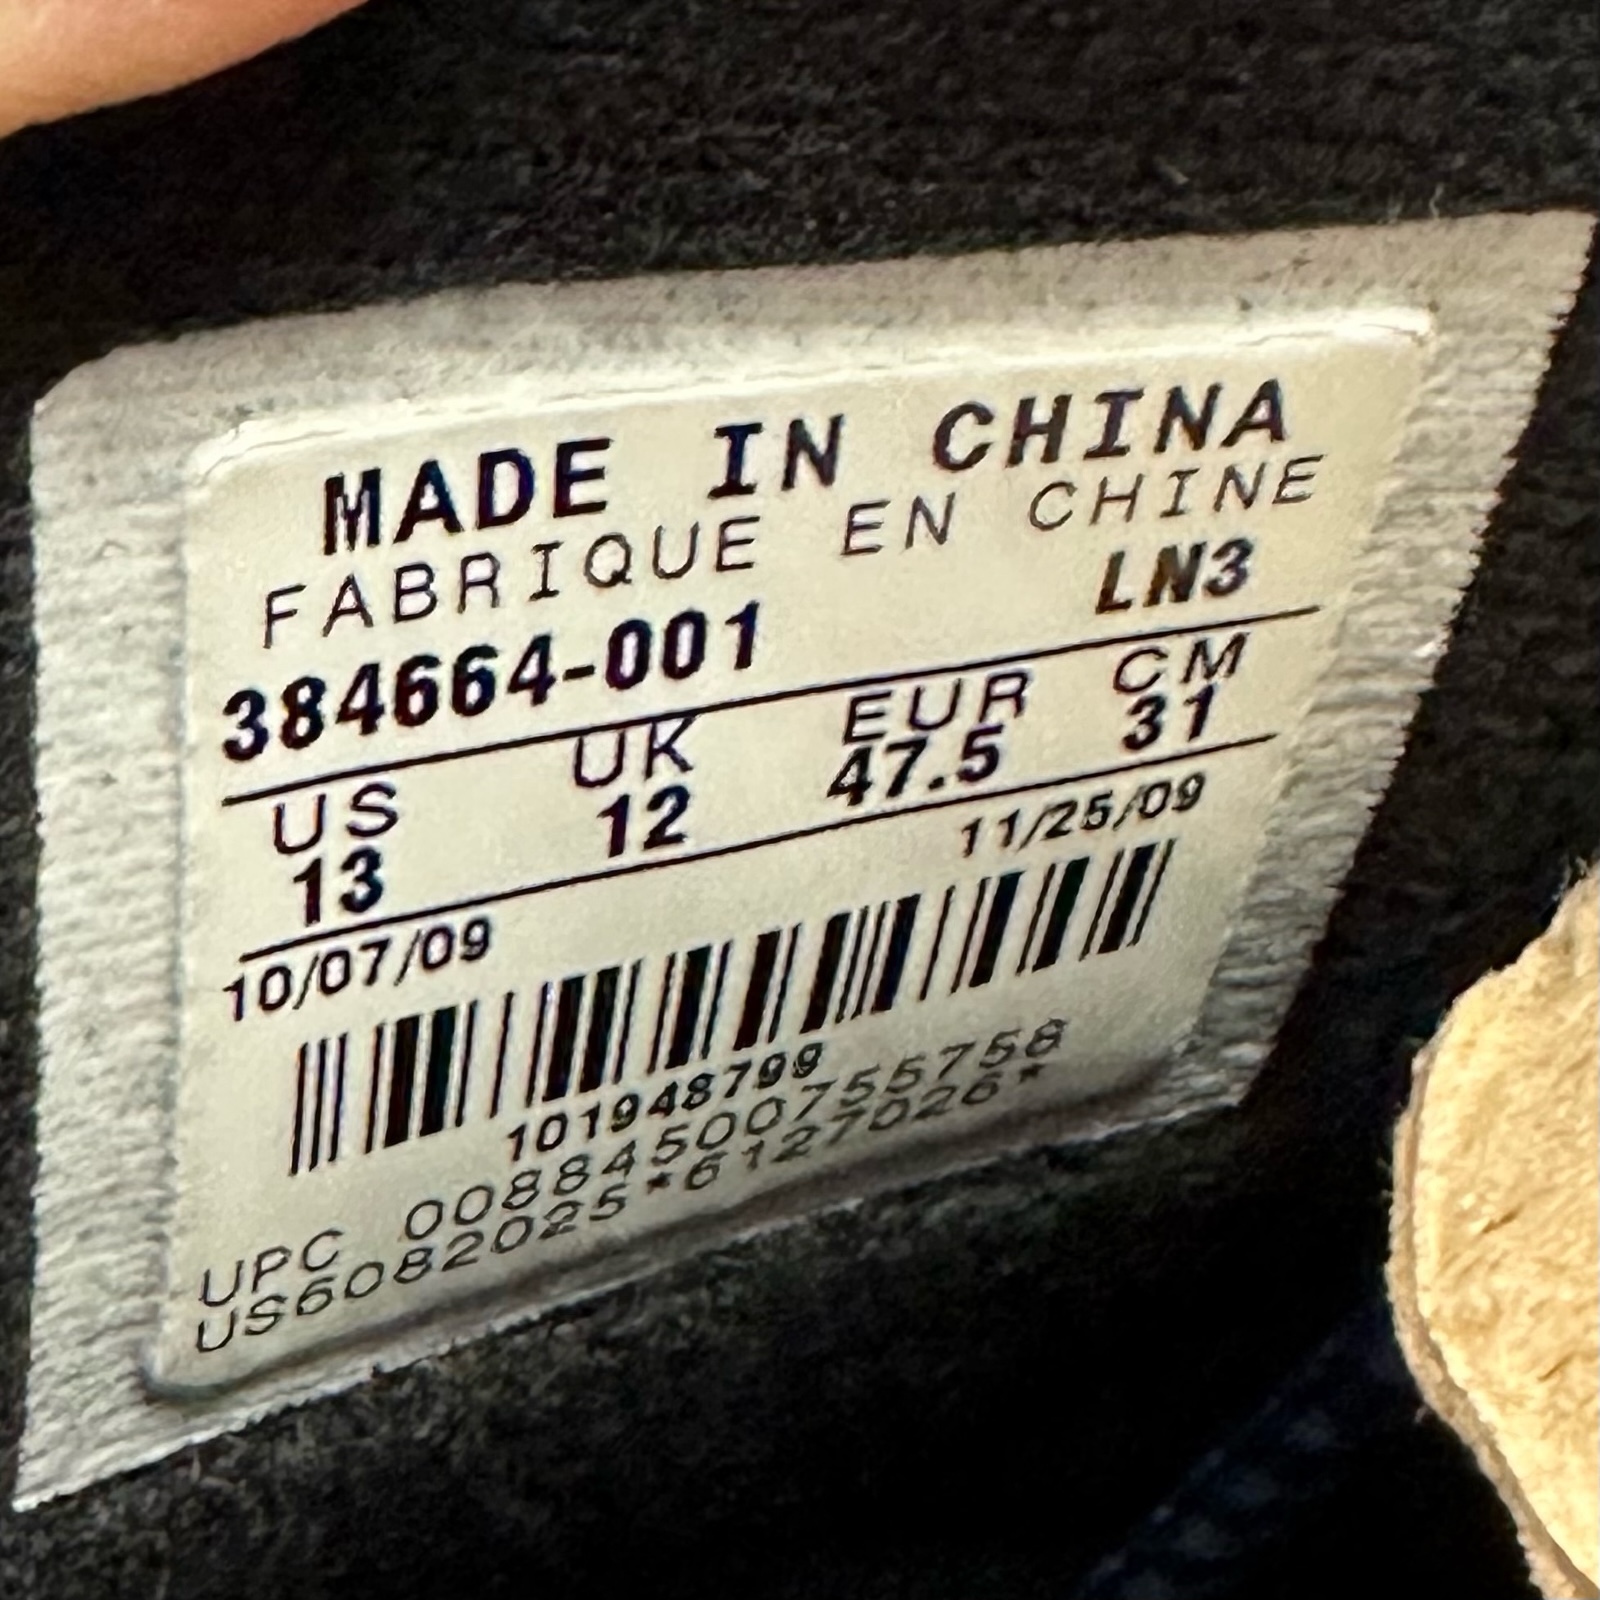 MADE IN CHINA
FABRIQUE EN CHINE
384664-001 LN3
US UK EUR CM
13 12 47.5 31
10/07/09 11/25/09
101948799
UPC 00884500755758
US6082025*6127026*